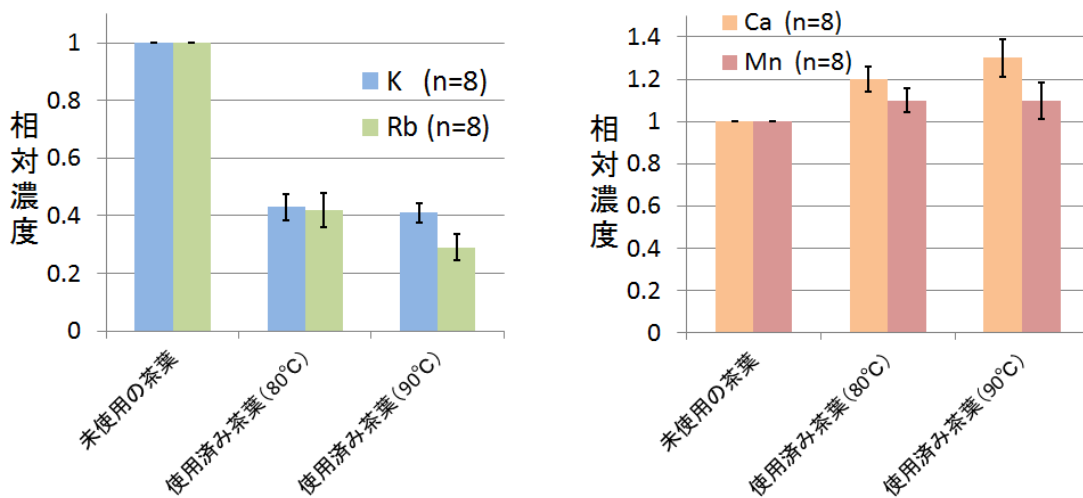 相対濃度
1
0.8
0.6
0.4
0.2
0
K (n=8)
Rb (n=8)
未使用の茶葉
使用済み茶葉(80℃)
使用済み茶葉(90℃)
相対濃度
1.4
1.2
1
0.8
0.6
0.4
0.2
0
Ca (n=8)
Mn (n=8)
未使用の茶葉
使用済み茶葉(80℃)
使用済み茶葉(90℃)